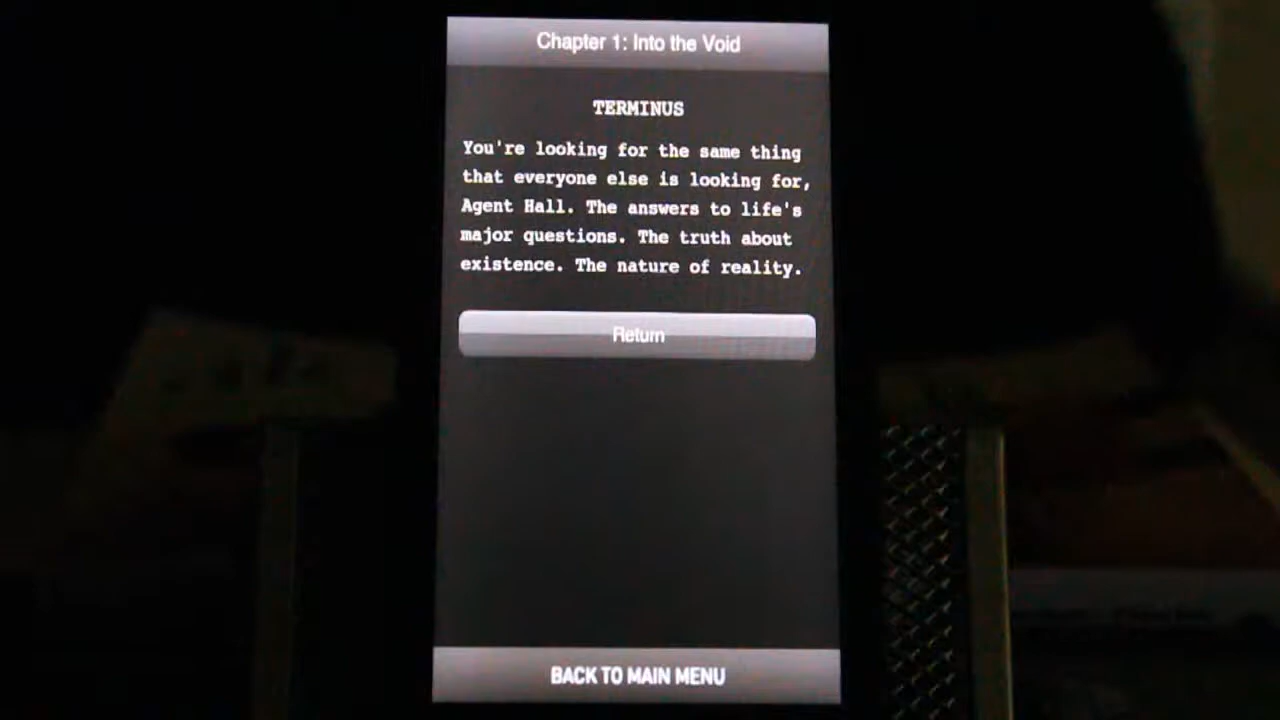 Chapter 1: Into the Void
TERMINUS
You're looking for the same thing
that everyone else is looking for,
Agent Hall. The answers to life's
major questions. The truth about
existence. The nature of reality.
Return
BACK TO MAIN MENU